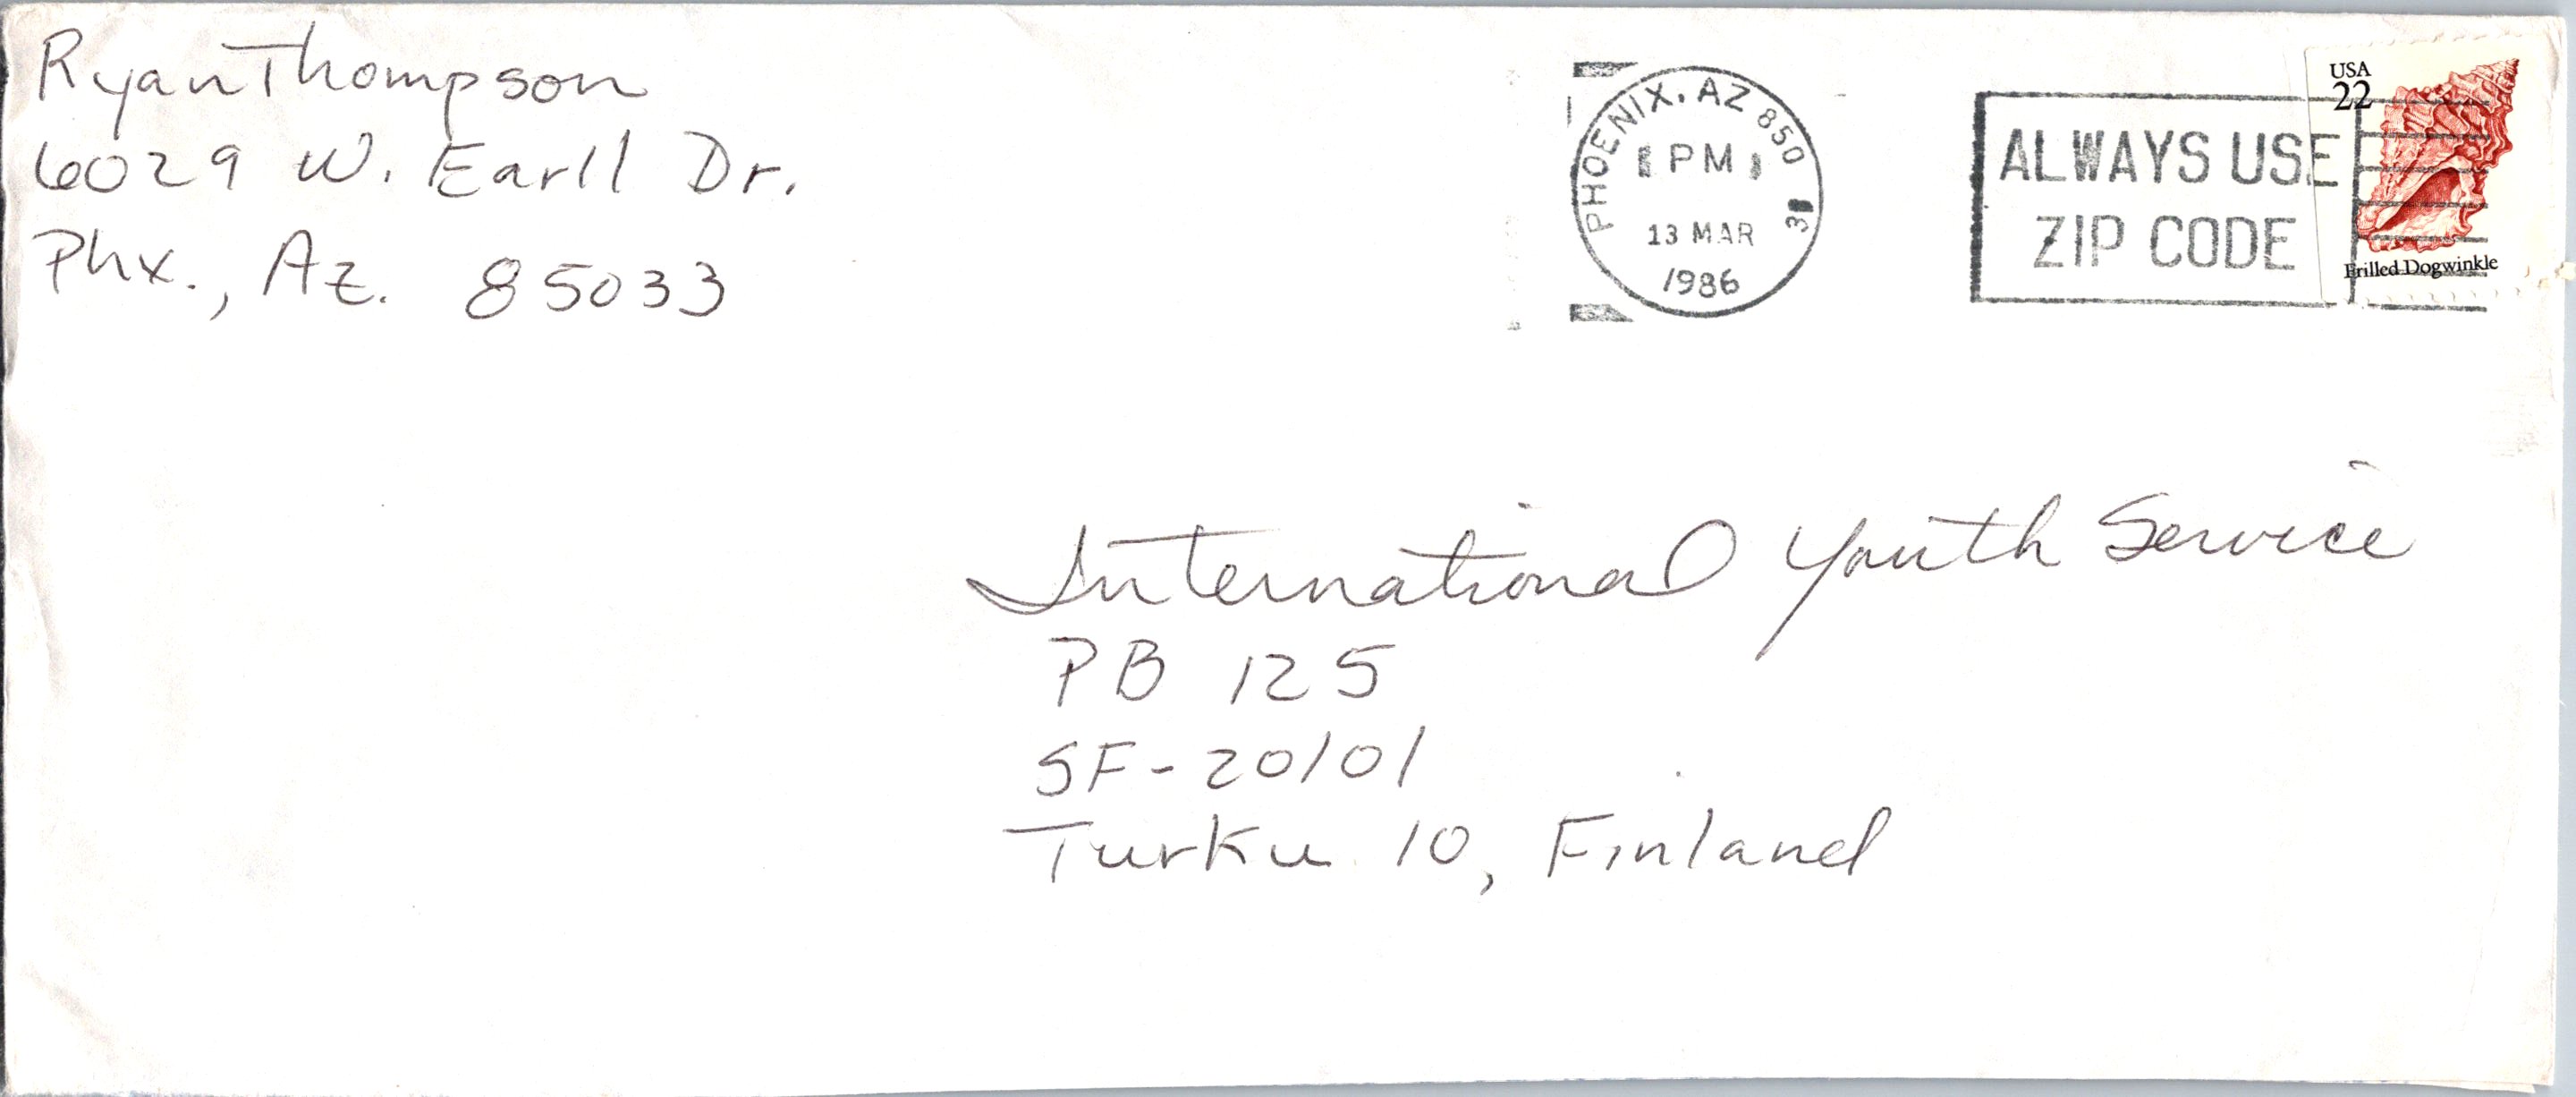 Ryan Thompson
6029 W. Earll Dr.
Phx., Az. 85033
PHOENIX, AZ 850
PM
13 MAR
1986
ALWAYS USE
ZIP CODE
USA
22
Frilled Dogwinkle
International Youth Service
PB 125
SF-20101
Turku 10, Finland